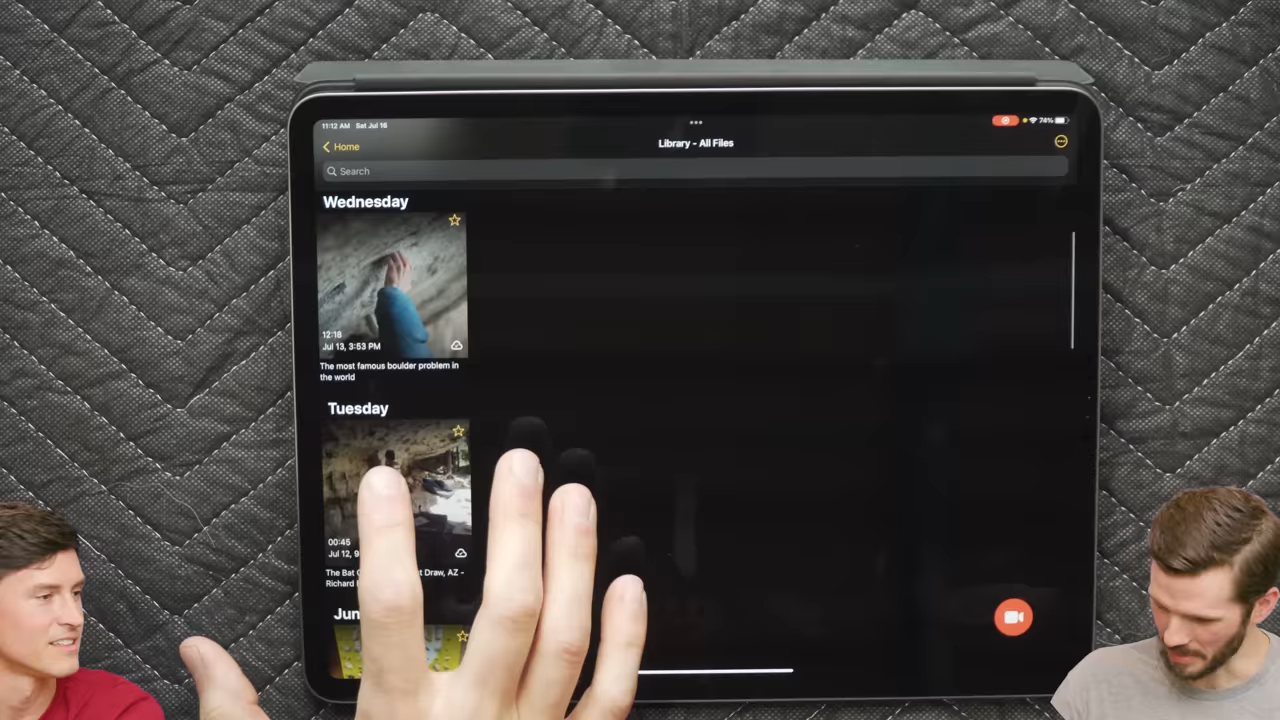 11:12 AM Sat Jul 16
74%
Home
Library - All Files
Search
Wednesday
12:18
Jul 13, 3:53 PM
The most famous boulder problem in
the world
Tuesday
00:45
Jul 12, 9
The Bat
t Draw, AZ -
Richard
Jun